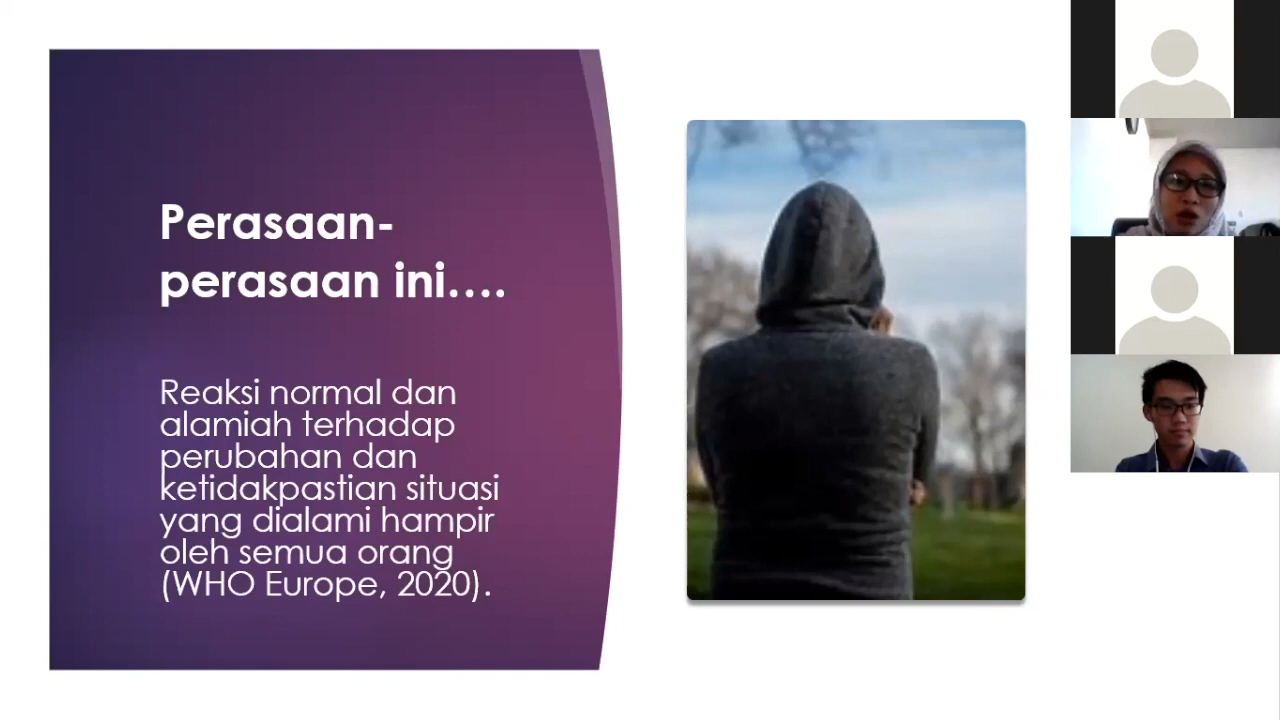 Perasaan-
perasaan ini....
Reaksi normal dan
alamiah terhadap
perubahan dan
ketidakpastian situasi
yang dialami hampir
oleh semua orang
(WHO Europe, 2020).